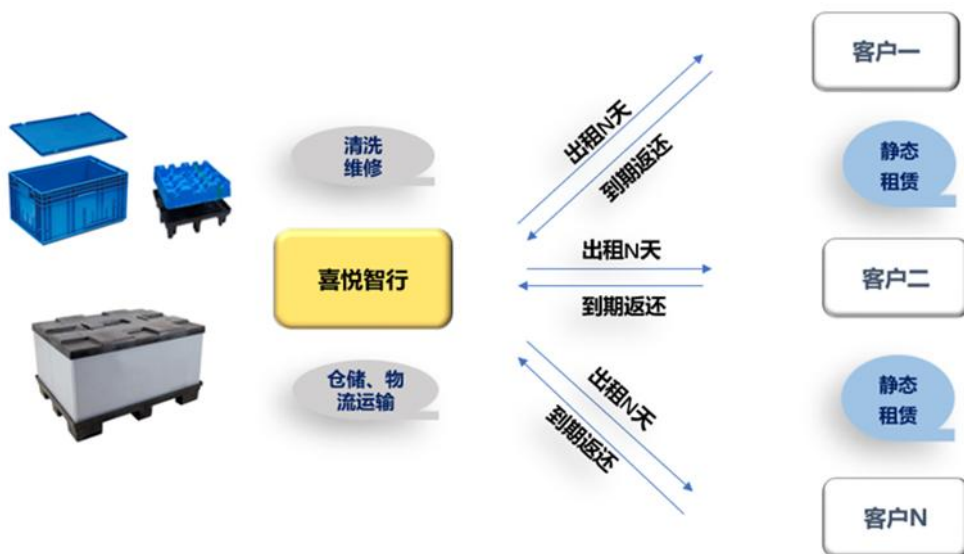 客户一
清洗
维修
出租N天
到期返还
静态
租赁
喜悦智行
出租N天
到期返还
客户二
仓储、物
流运输
出租N天
到期返还
静态
租赁
客户N